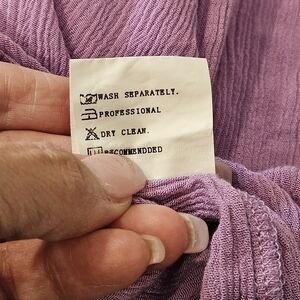 WASH SEPARATELY.
PROFESSIONAL
DRY CLEAN.
RECOMMENDDED